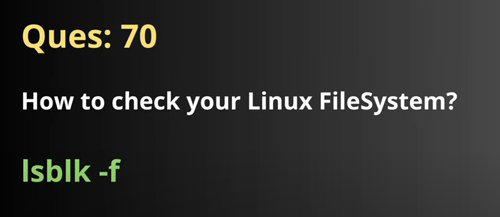 Ques: 70
How to check your Linux FileSystem?
lsblk -f